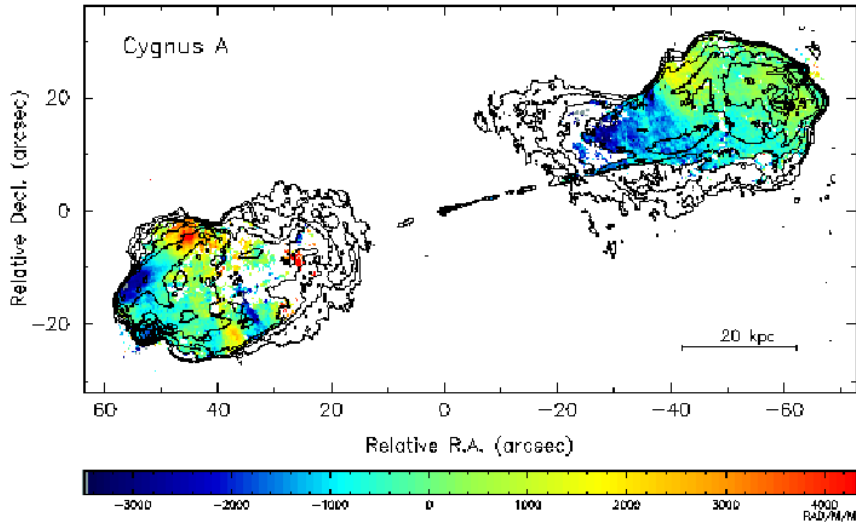 Cygnus A
Relative Decl. (arcsec)
20
0
−20
20 kpc
60 40 20 0 −20 −40 −60
Relative R.A. (arcsec)
−3000 −2000 −1000 0 1000 2000 3000 4000
RAD/M/M